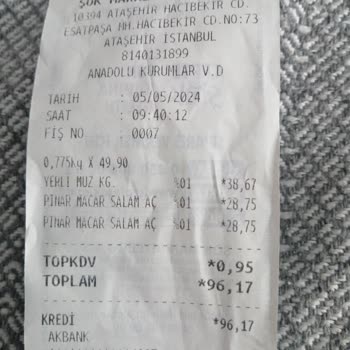 ŞOK
10394 ATAŞEHİR HACIBEKİR CD.
ESATPAŞA MH.HACIBEKİR CD.NO:73
ATAŞEHİR İSTANBUL
8140131899
ANADOLU KURUMLAR V.D
TARİH : 05/05/2024
SAAT : 09:40:12
FİŞ NO : 0007
0,775kg X 49,90
YERLİ MUZ KG. %01 *38,67
PINAR MACAR SALAM AÇ %01 *28,75
PINAR MACAR SALAM AÇ %01 *28,75
TOPKDV *0,95
TOPLAM *96,17
KREDİ *96,17
AKBANK